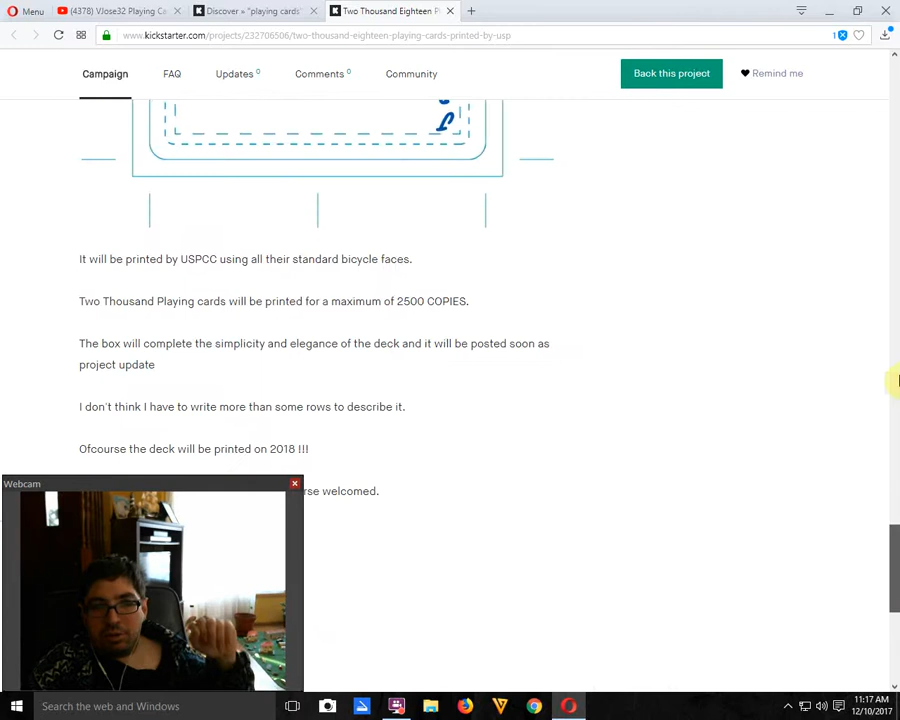 Menu
(4378) VJose32 Playing Ca
Discover » "playing cards"
Two Thousand Eighteen P
www.kickstarter.com/projects/232706506/two-thousand-eighteen-playing-cards-printed-by-usp
1
Campaign
FAQ
Updates 0
Comments 0
Community
Back this project
Remind me
It will be printed by USPCC using all their standard bicycle faces.
Two Thousand Playing cards will be printed for a maximum of 2500 COPIES.
The box will complete the simplicity and elegance of the deck and it will be posted soon as
project update
I don't think I have to write more than some rows to describe it.
Ofcourse the deck will be printed on 2018 !!!
rse welcomed.
Webcam
Search the web and Windows
11:17 AM
12/10/2017